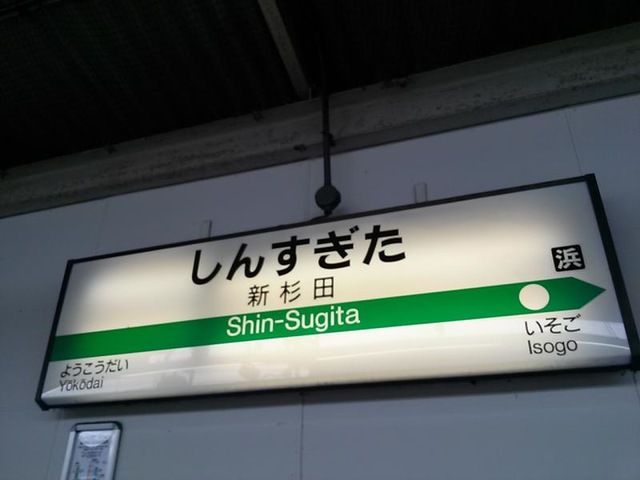 しんすぎた
浜
新杉田
Shin-Sugita
ようこうだい
Yōkōdai
いそご
Isogo